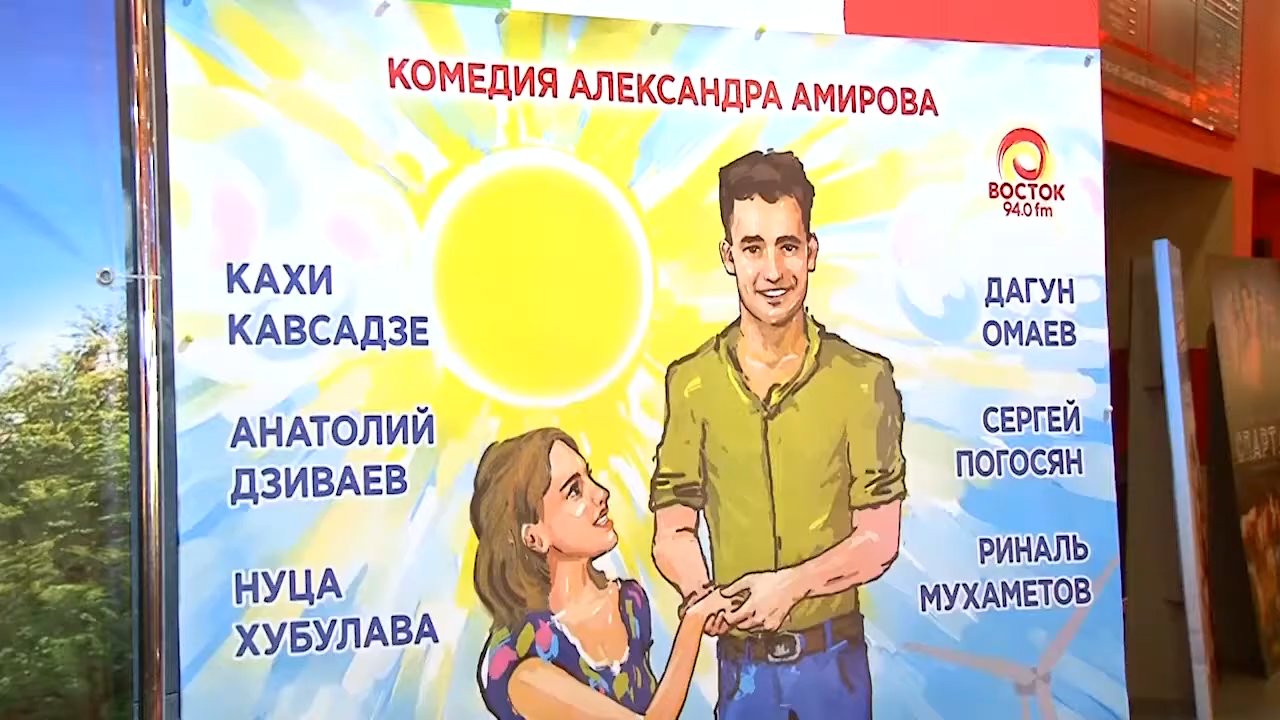 КОМЕДИЯ АЛЕКСАНДРА АМИРОВА
ВОСТОК
94.0 fm
КАХИ
КАВСАДЗЕ
АНАТОЛИЙ
ДЗИВАЕВ
НУЦА
ХУБУЛАВА
ДАГУН
ОМАЕВ
СЕРГЕЙ
ПОГОСЯН
РИНАЛЬ
МУХАМЕТОВ